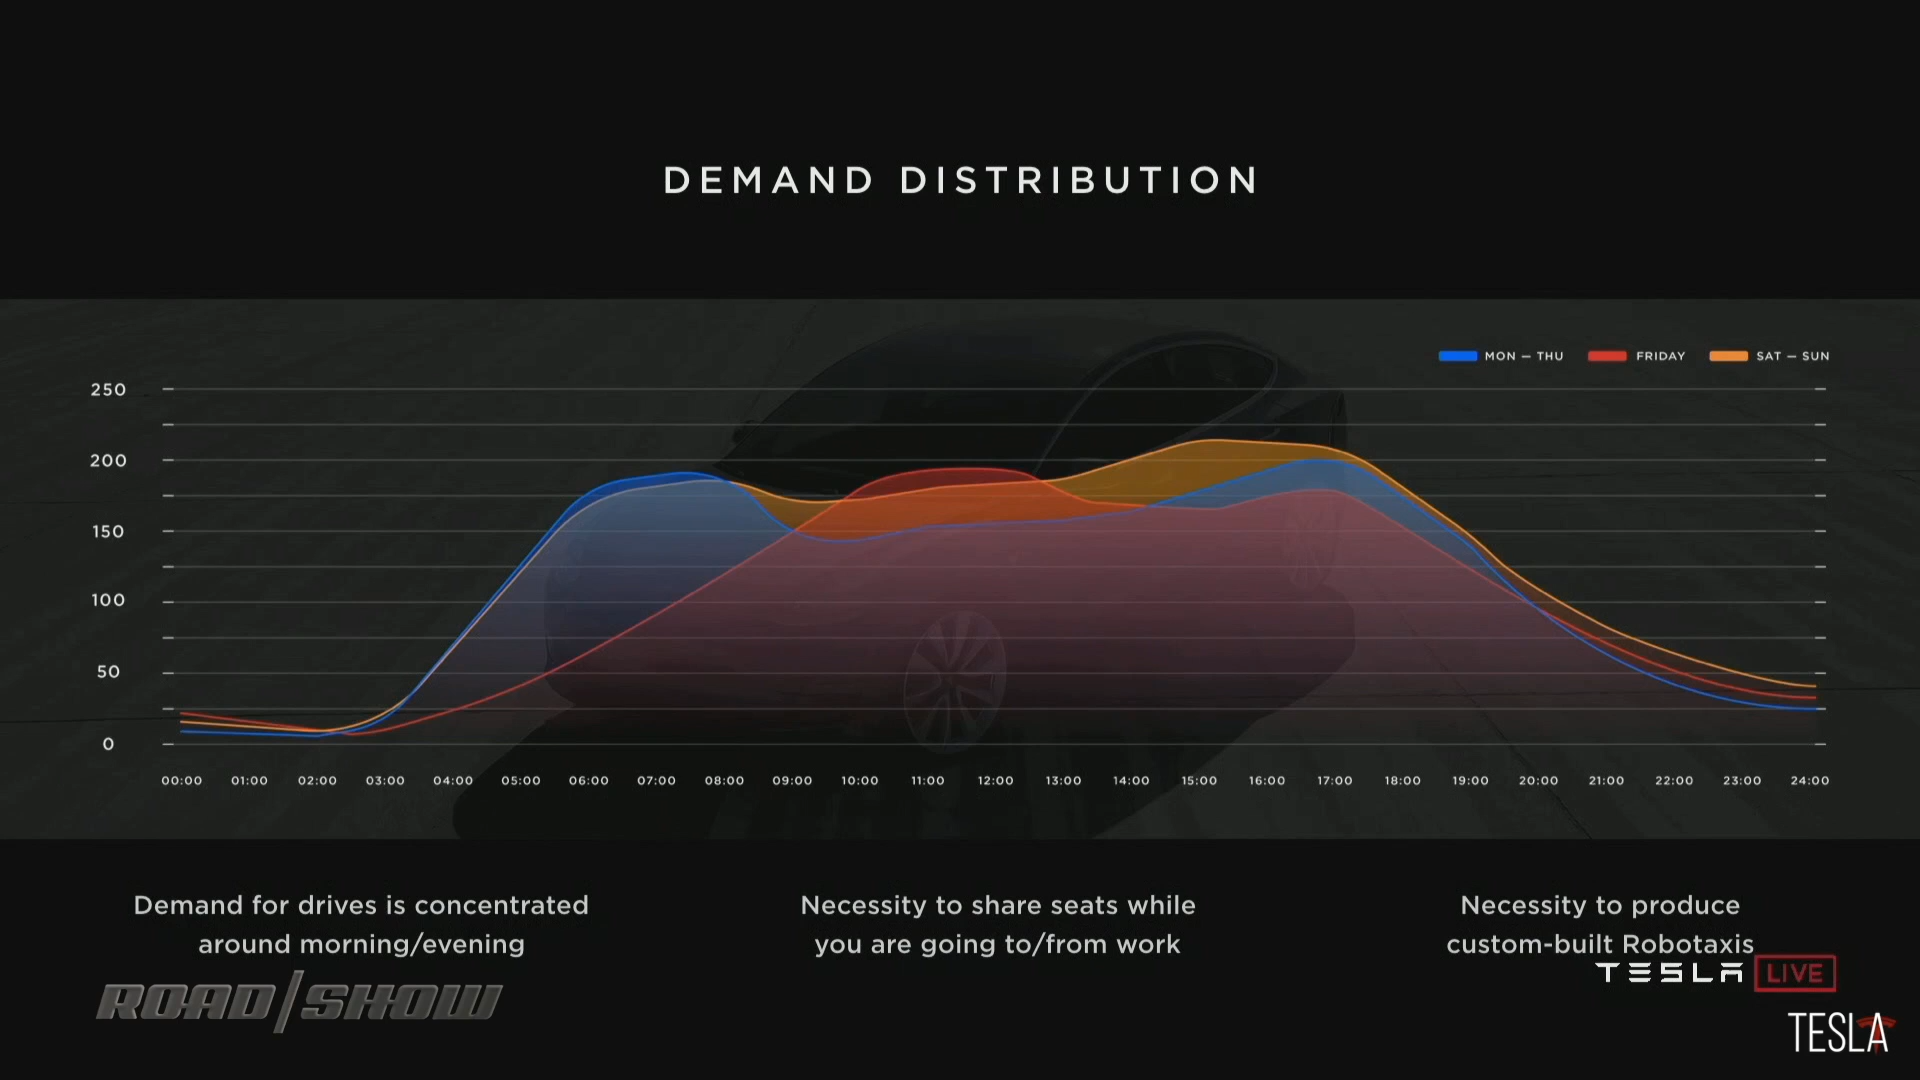 DEMAND DISTRIBUTION
MON – THU FRIDAY SAT – SUN
250
200
150
100
50
0
00:00 01:00 02:00 03:00 04:00 05:00 06:00 07:00 08:00 09:00 10:00 11:00 12:00 13:00 14:00 15:00 16:00 17:00 18:00 19:00 20:00 21:00 22:00 23:00 24:00
Demand for drives is concentrated
around morning/evening
Necessity to share seats while
you are going to/from work
Necessity to produce
custom-built Robotaxis
ROAD/SHOW
TESLA LIVE
TESLA